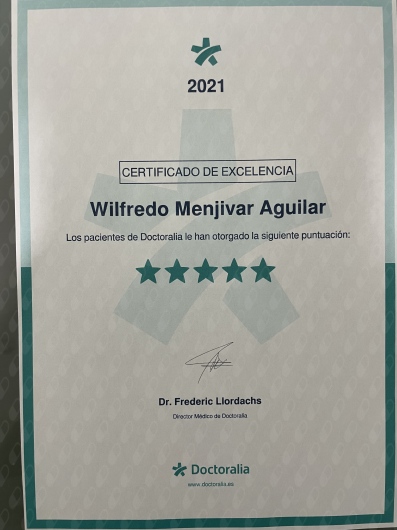 2021
CERTIFICADO DE EXCELENCIA
Wilfredo Menjivar Aguilar
Los pacientes de Doctoralia le han otorgado la siguiente puntuación:
Dr. Frederic Llordachs
Director Médico de Doctoralia
Doctoralia
www.doctoralia.es